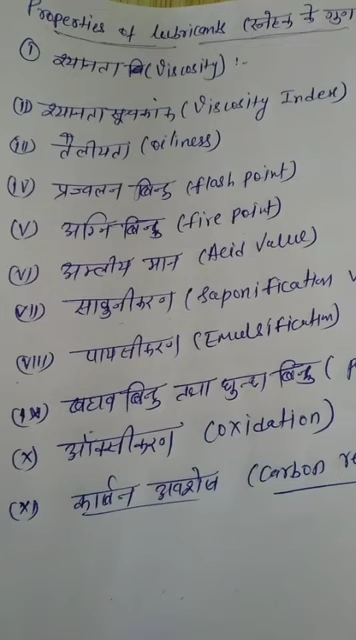 Properties of lubricants (स्नेहक के गुण
(I) श्यानता (Viscosity) :-
(II) श्यानता सूचकांक (Viscosity Index)
(III) तैलीयता (oiliness)
(IV) प्रज्वलन बिन्दु (flash point)
(V) अग्नि बिन्दु (fire point)
(VI) अम्लीय मान (Acid Value)
(VII) साबुनीकरण (Saponification V
(VIII) पायसीकरण (Emulsification)
(IX) बहाव बिन्दु तथा धुन्ध बिन्दु (
(X) ऑक्सीकरण (oxidation)
(XI) कार्बन अवशेष (Carbon re